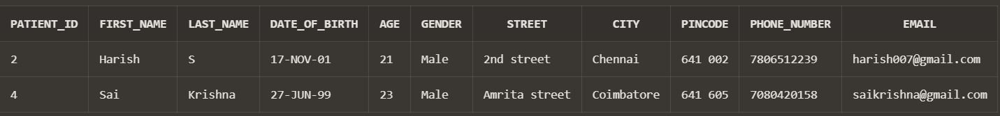 PATIENT_ID FIRST_NAME LAST_NAME DATE_OF_BIRTH AGE GENDER STREET CITY PINCODE PHONE_NUMBER EMAIL
2 Harish S 17-NOV-01 21 Male 2nd street Chennai 641 002 7806512239 harish007@gmail.com
4 Sai Krishna 27-JUN-99 23 Male Amrita street Coimbatore 641 605 7080420158 saikrishna@gmail.com